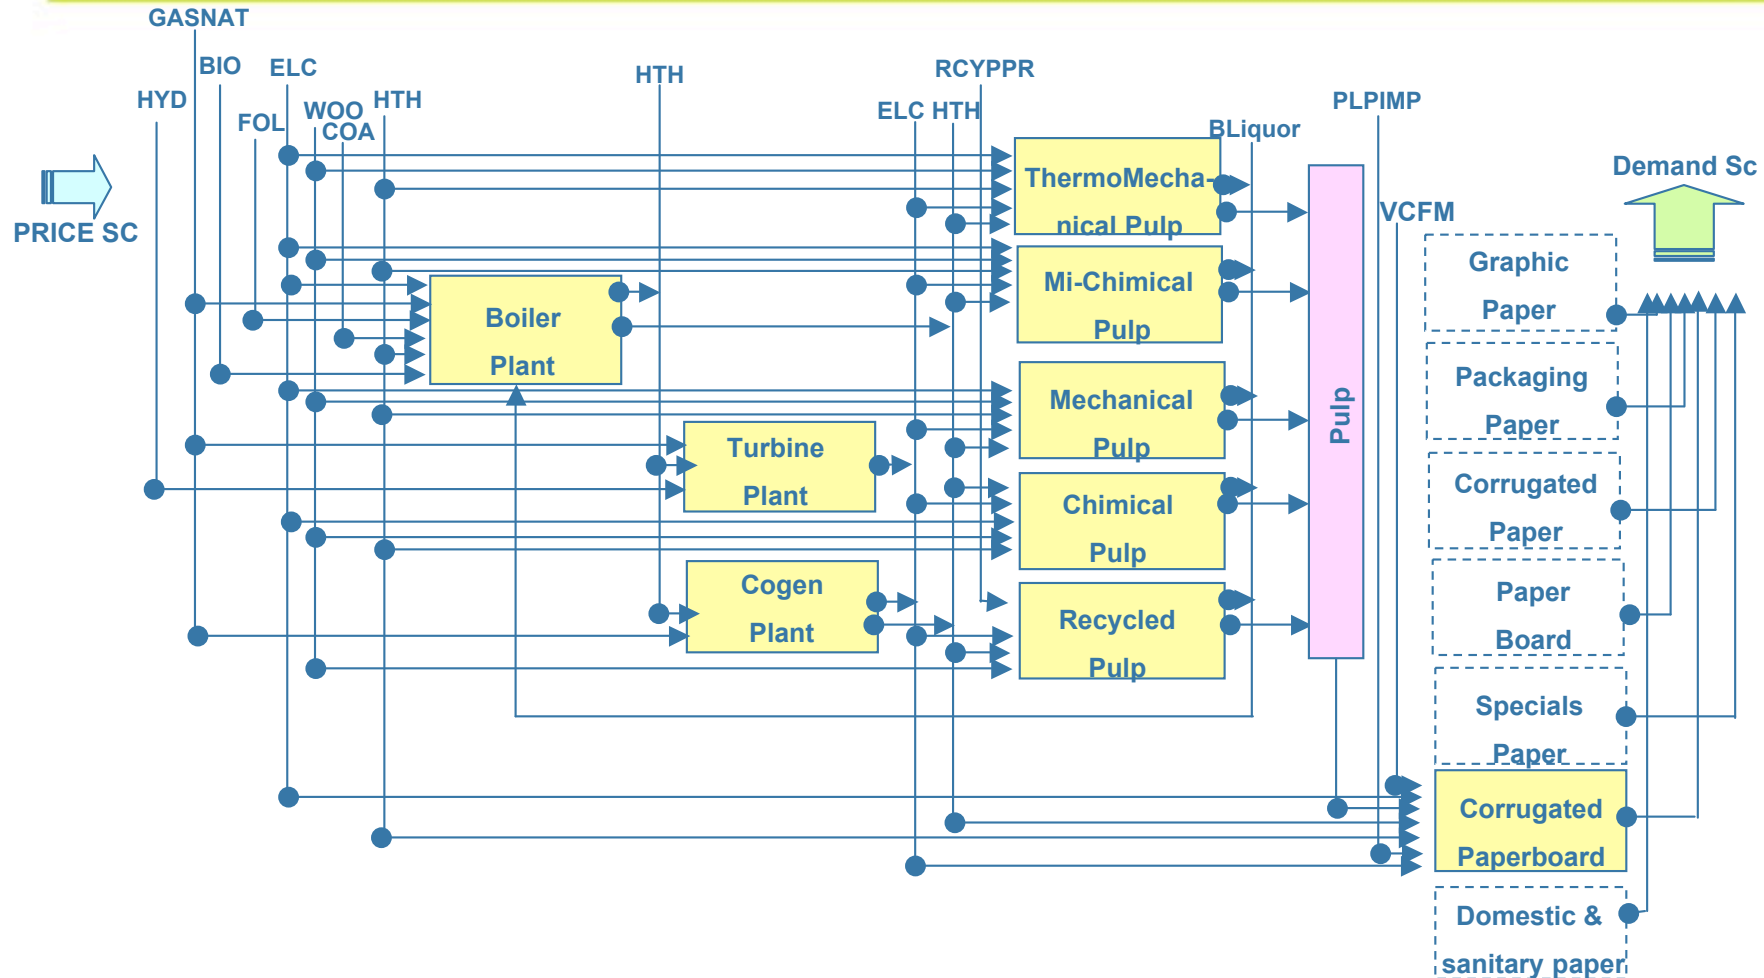 GASNAT
BIO
ELC
HTH
RCYPPR
HYD
WOO
HTH
ELC
HTH
PLPIMP
FOL
COA
BLiquor
Demand Sc
ThermoMecha-
nical Pulp
PRICE SC
VCFM
Graphic
Paper
Mi-Chimical
Pulp
Boiler
Plant
Packaging
Paper
Mechanical
Pulp
Pulp
Turbine
Plant
Corrugated
Paper
Chimical
Pulp
Cogen
Plant
Paper
Board
Recycled
Pulp
Specials
Paper
Corrugated
Paperboard
Domestic &
sanitary paper